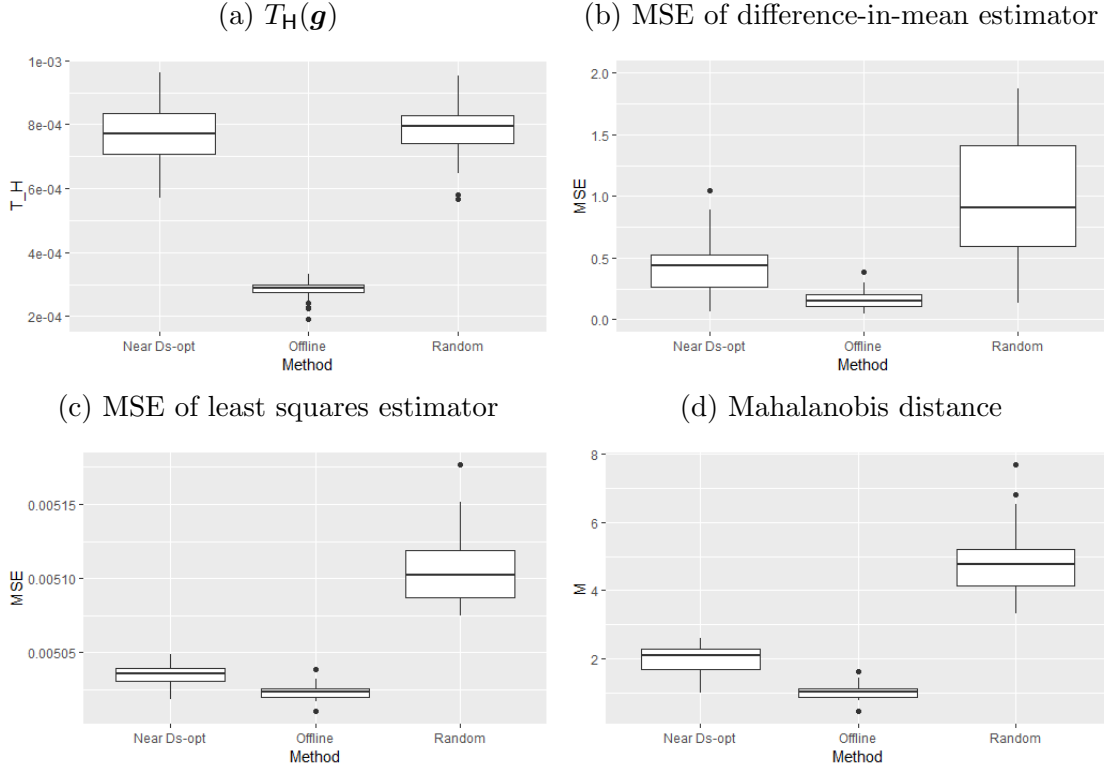 (a) T_H(g)
1e-03
8e-04
6e-04
4e-04
2e-04
T_H
Near Ds-opt Offline Random
Method
(b) MSE of difference-in-mean estimator
2.0
1.5
1.0
0.5
0.0
MSE
Near Ds-opt Offline Random
Method
(c) MSE of least squares estimator
0.00515
0.00510
0.00505
MSE
Near Ds-opt Offline Random
Method
(d) Mahalanobis distance
8
6
4
2
M
Near Ds-opt Offline Random
Method